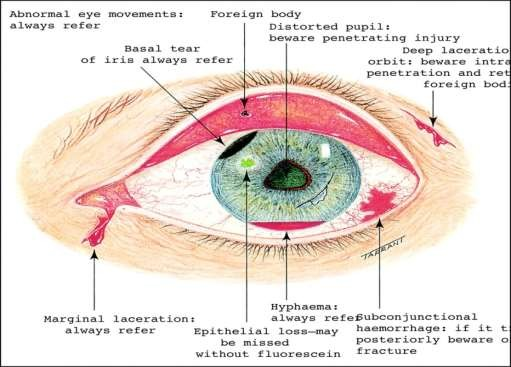 Abnormal eye movements:
always refer
Foreign body
Distorted pupil:
beware penetrating injury
Basal tear
of iris always refer
Deep laceratio
orbit: beware intra
penetration and ret
foreign bod
TARRANT
Marginal laceration:
always refer
Epithelial loss—may
be missed
without fluorescein
Hyphaema:
always refer
Subconjunctional
haemorrhage: if it t
posteriorly beware o
fracture